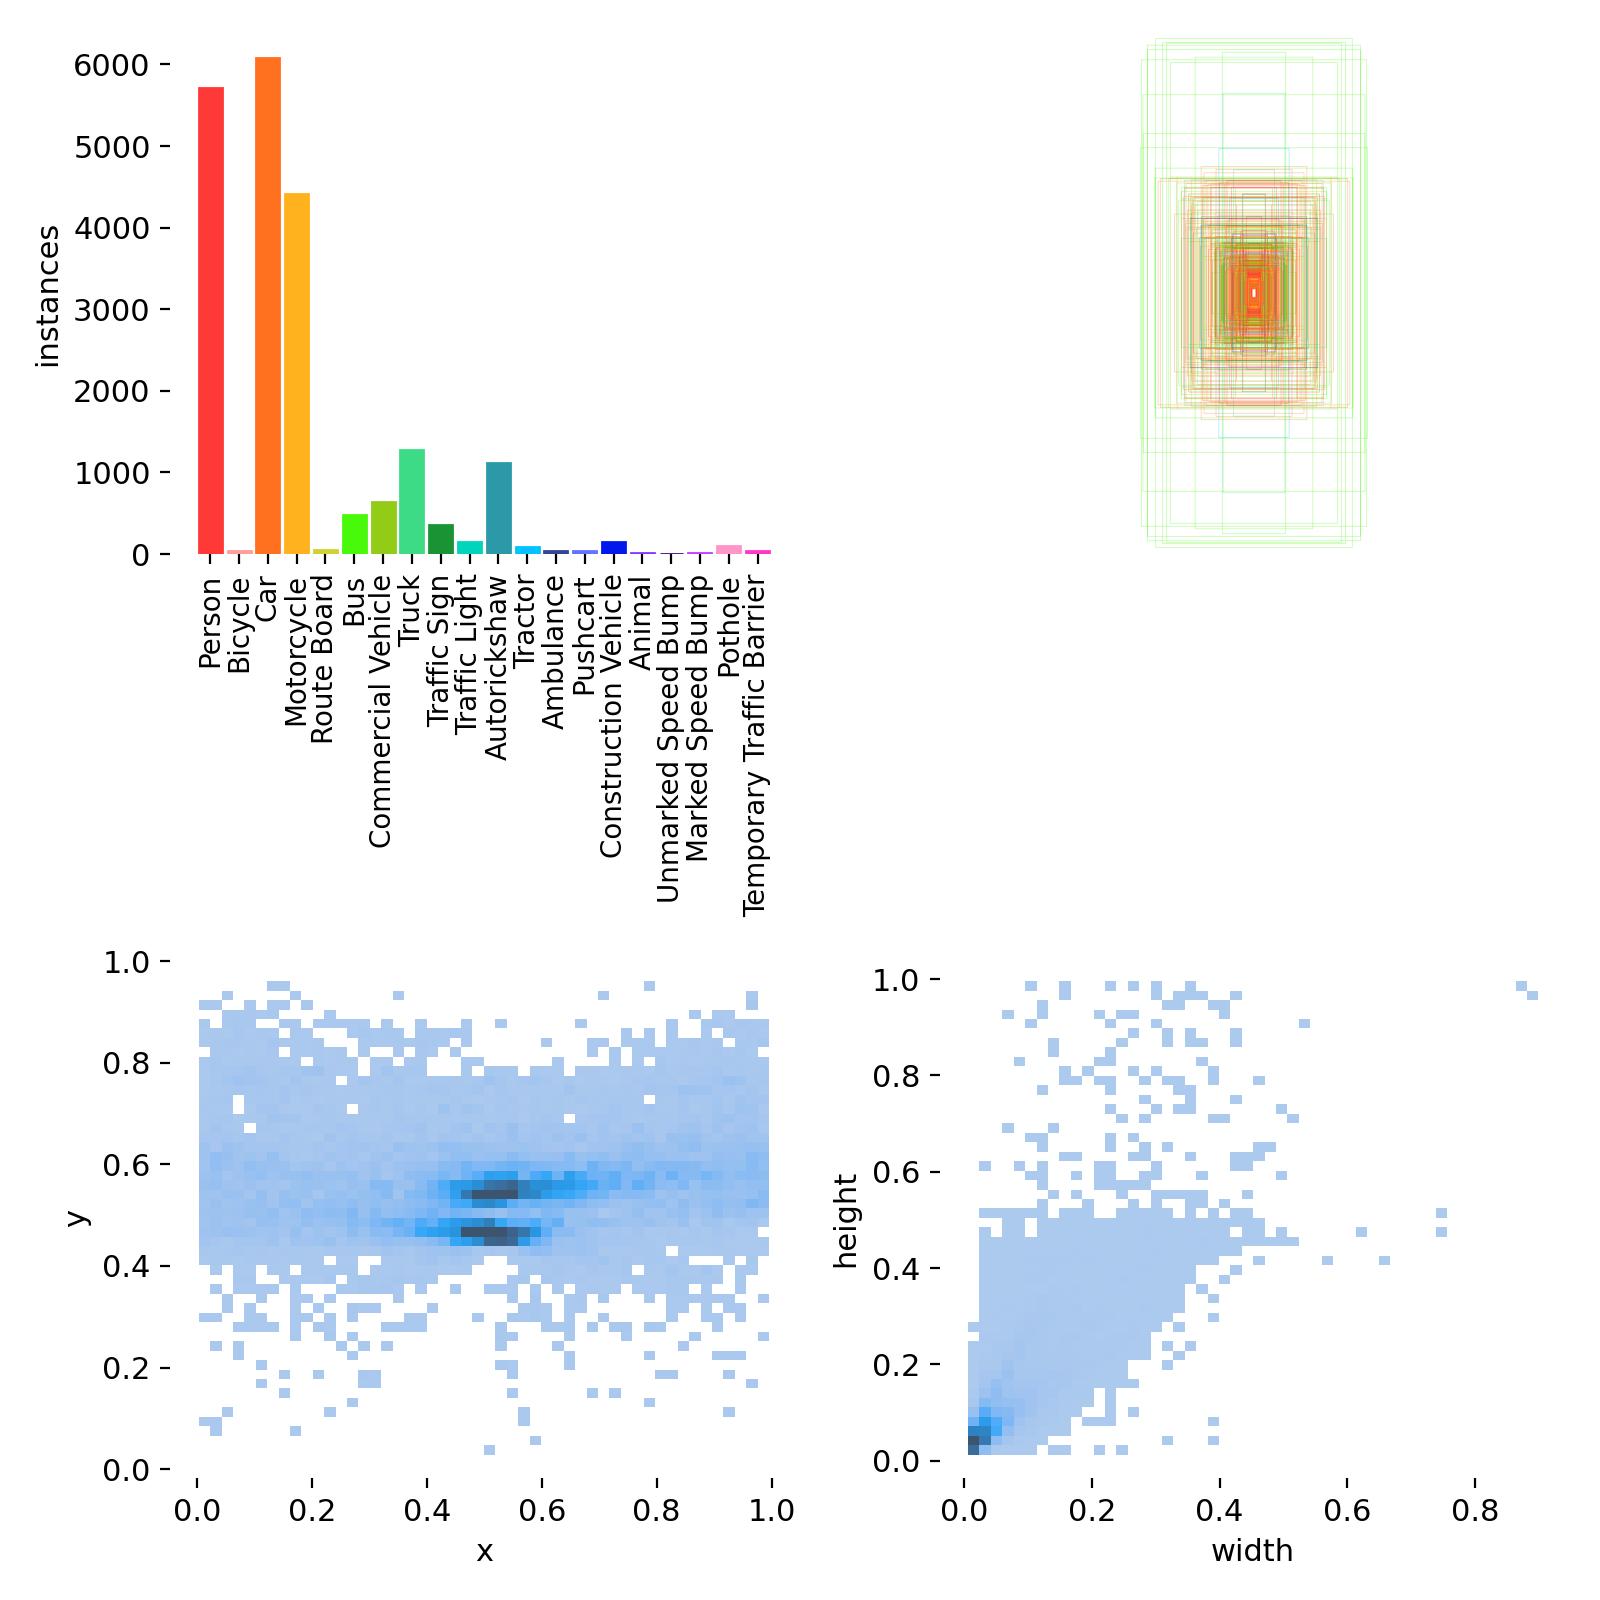 instances
6000
5000
4000
3000
2000
1000
0
Person
Bicycle
Car
Motorcycle
Route Board
Bus
Commercial Vehicle
Truck
Traffic Sign
Traffic Light
Autorickshaw
Tractor
Ambulance
Pushcart
Construction Vehicle
Animal
Unmarked Speed Bump
Marked Speed Bump
Pothole
Temporary Traffic Barrier
y
1.0
0.8
0.6
0.4
0.2
0.0
0.0 0.2 0.4 0.6 0.8 1.0
x
height
1.0
0.8
0.6
0.4
0.2
0.0
0.0 0.2 0.4 0.6 0.8
width